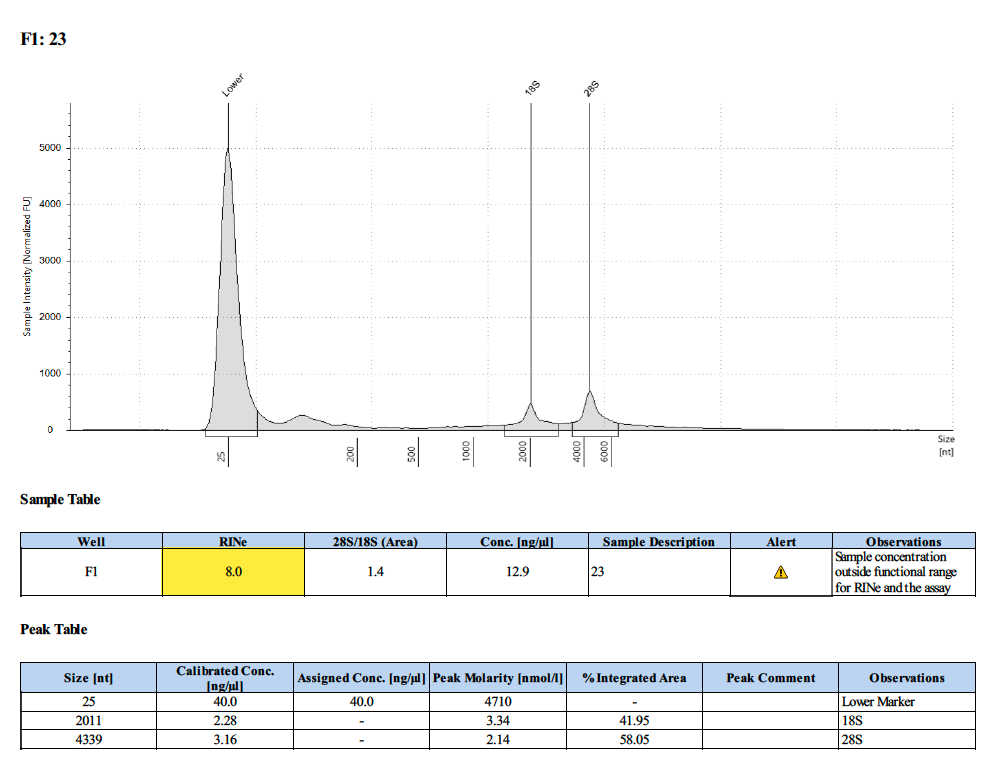 F1: 23
Lower
18S
28S
Sample Intensity [Normalized FU]
5000
4000
3000
2000
1000
0
25
200
500
1000
2000
4000
6000
Size
[nt]
Sample Table
Well RINe 28S/18S (Area) Conc. [ng/µl] Sample Description Alert Observations
F1 8.0 1.4 12.9 23 Sample concentration
outside functional range
for RINe and the assay
Peak Table
Size [nt] Calibrated Conc. [ng/µl] Assigned Conc. [ng/µl] Peak Molarity [nmol/l] % Integrated Area Peak Comment Observations
25 40.0 40.0 4710 - Lower Marker
2011 2.28 - 3.34 41.95 18S
4339 3.16 - 2.14 58.05 28S